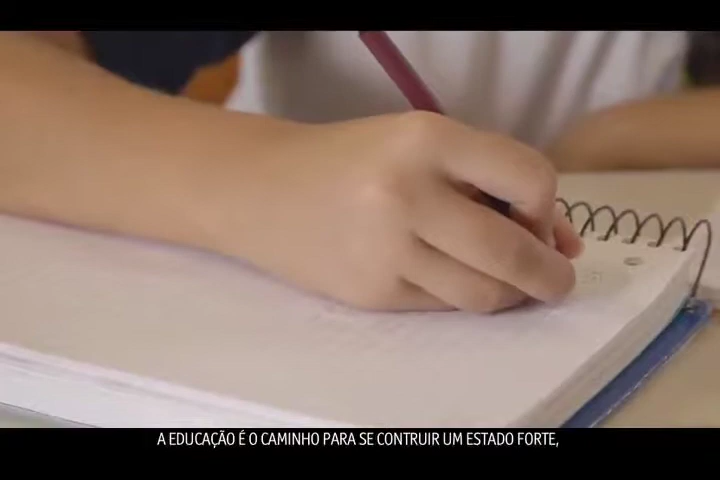 A EDUCAÇÃO É O CAMINHO PARA SE CONTRUIR UM ESTADO FORTE,